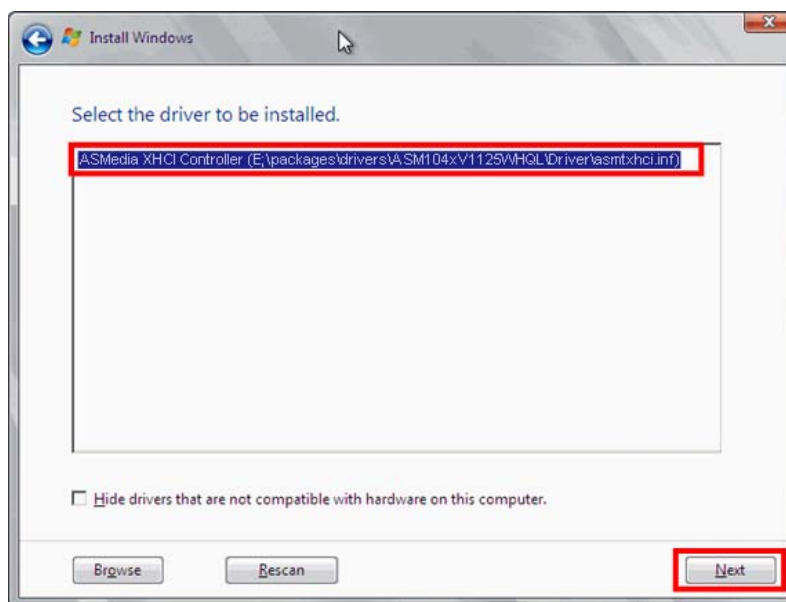 Install Windows
Select the driver to be installed.
ASMedia XHCI Controller (E;\packages\drivers\ASM104xV1125WHQL\Driver\asmtxhci.inf)
Hide drivers that are not compatible with hardware on this computer.
Browse Rescan Next